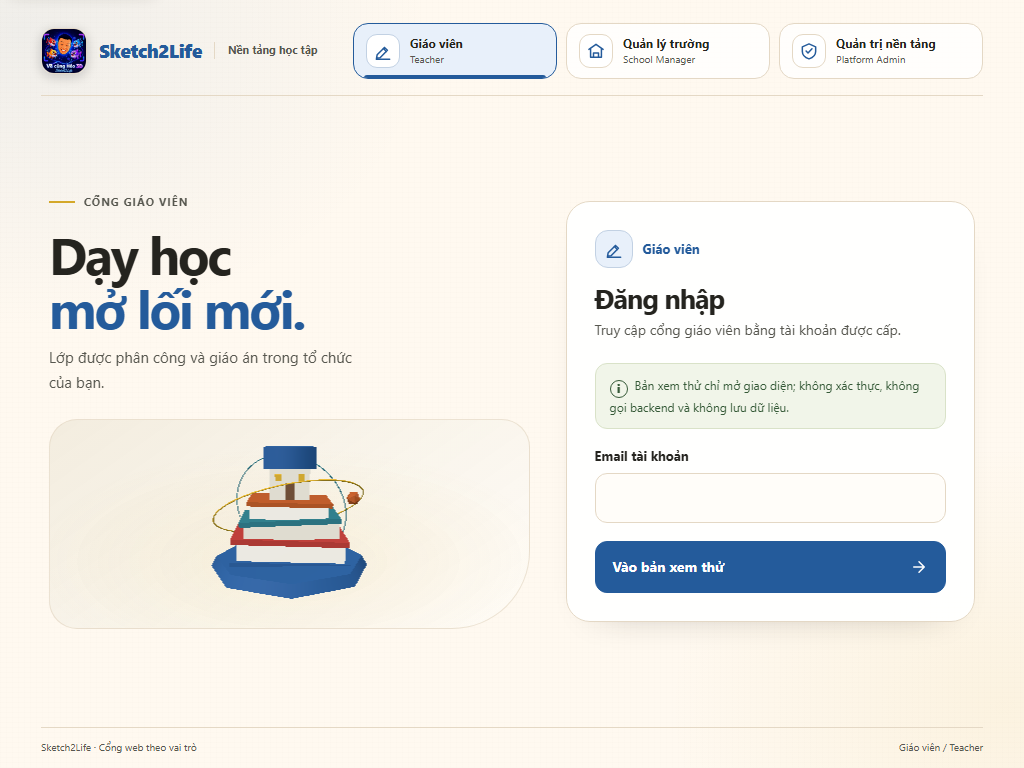 Sketch2Life
Nền tảng học tập
Giáo viên
Teacher
Quản lý trường
School Manager
Quản trị nền tảng
Platform Admin
CỔNG GIÁO VIÊN
Dạy học
mở lối mới.
Lớp được phân công và giáo án trong tổ chức
của bạn.
Giáo viên
Đăng nhập
Truy cập cổng giáo viên bằng tài khoản được cấp.
Bản xem thử chỉ mở giao diện; không xác thực, không
gọi backend và không lưu dữ liệu.
Email tài khoản
Vào bản xem thử
Sketch2Life · Cổng web theo vai trò
Giáo viên / Teacher